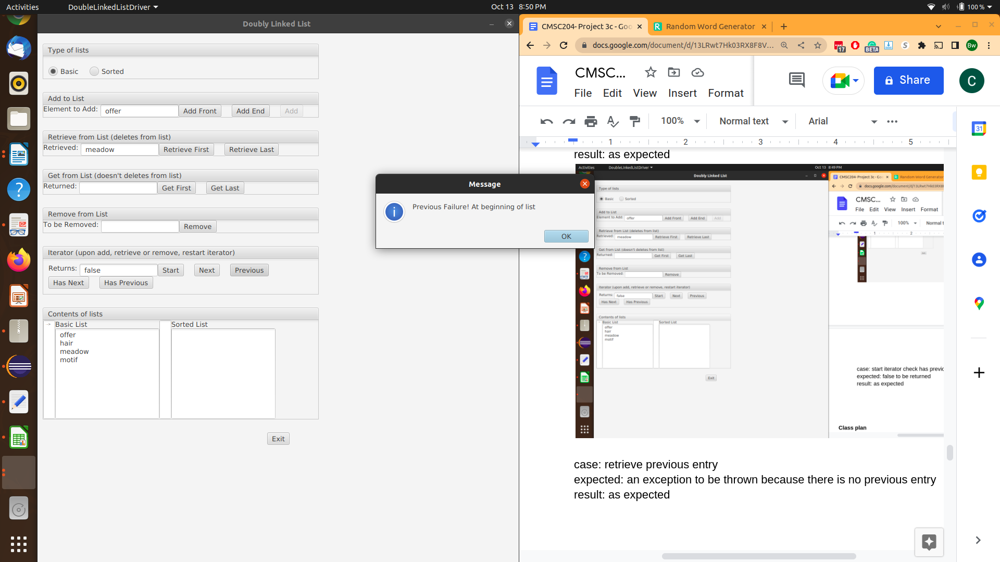 Activities
DoubleLinkedListDriver
Oct 13 8:50 PM
100 %
Doubly Linked List
Type of lists
Basic
Sorted
Add to List
Element to Add: offer Add Front Add End Add
Retrieve from List (deletes from list)
Retrieved: meadow Retrieve First Retrieve Last
Get from List (doesn't deletes from list)
Returned: Get First Get Last
Remove from List
To be Removed: Remove
Iterator (upon add, retrieve or remove, restart iterator)
Returns: false Start Next Previous
Has Next Has Previous
Contents of lists
-> Basic List Sorted List
offer
hair
meadow
motif
Exit
Message
Previous Failure! At beginning of list
OK
CMSC204- Project 3c - Goo
Random Word Generator
docs.google.com/document/d/13LRwt7Hk03RX8F8V...
17
BETA
Bw
CMSC...
Share
C
File Edit View Insert Format
100% Normal text Arial
1 2 3 4 5
31
result: as expected
Activities DoubleLinkedListDriver Oct 13 8:49 PM
Doubly Linked List
CMSC204- Project 3c - Goo
Random Word Generator
docs.google.com/document/d/13LRwt7Hk03RX8
CMSC...
File Edit View Insert Format
100% Normal t
1 2
Type of lists
Basic Sorted
Add to List
Element to Add: offer Add Front Add End Add
Retrieve from List (deletes from list)
Retrieved: meadow Retrieve First Retrieve Last
Get from List (doesn't deletes from list)
Returned: Get First Get Last
Remove from List
To be Removed: Remove
Iterator (upon add, retrieve or remove, restart iterator)
Returns: false Start Next Previous
Has Next Has Previous
Contents of lists
Basic List Sorted List
offer
hair
meadow
motif
Exit
case: start iterator check has previo
expected: false to be returned
result: as expected
Class plan
case: retrieve previous entry
expected: an exception to be thrown because there is no previous entry
result: as expected